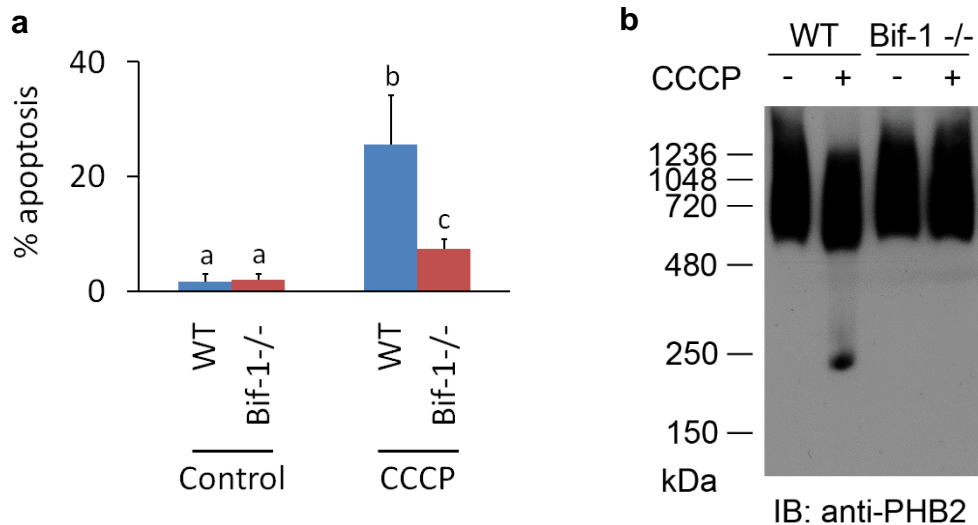 a
% apoptosis
40
20
0
a
a
b
c
WT
Bif-1-/-
WT
Bif-1-/-
Control
CCCP
b
WT Bif-1 -/-
CCCP - + - +
1236
1048
720
480
250
150
kDa
IB: anti-PHB2